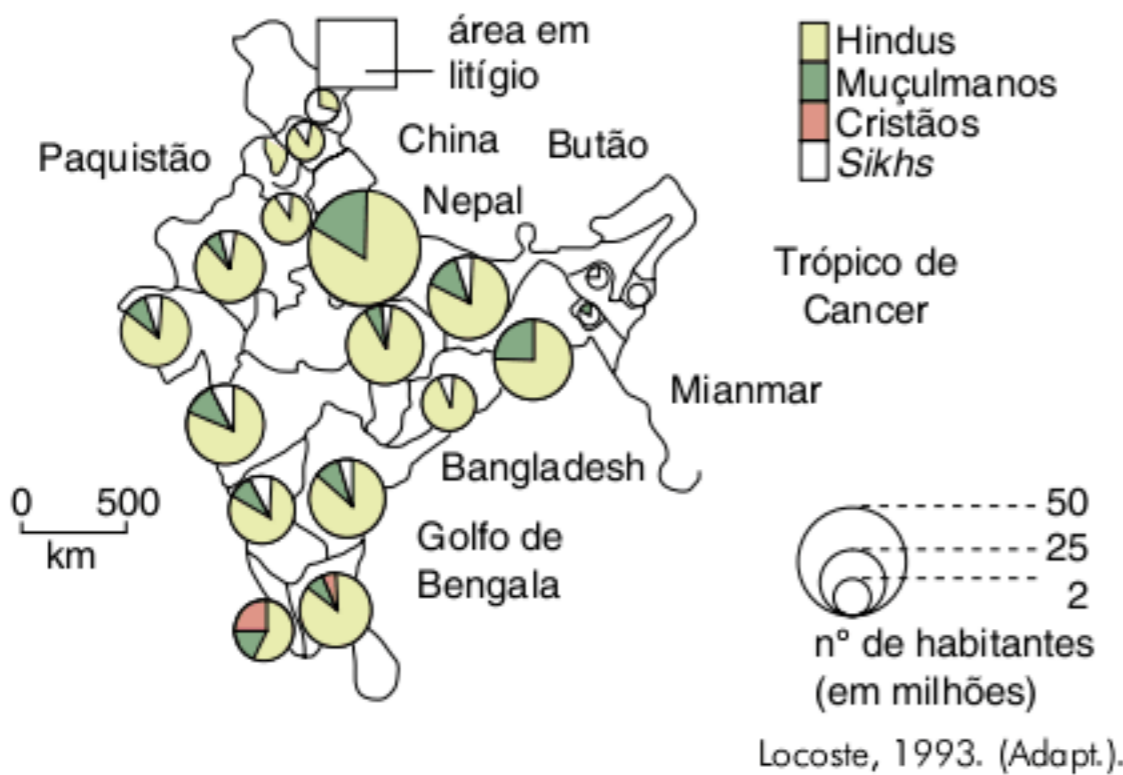 área em
litígio
Hindus
Muçulmanos
Cristãos
Sikhs
Paquistão
China
Butão
Nepal
Trópico de
Cancer
Mianmar
Bangladesh
0 500
km
Golfo de
Bengala
50
25
2
n° de habitantes
(em milhões)
Locoste, 1993. (Adapt.).